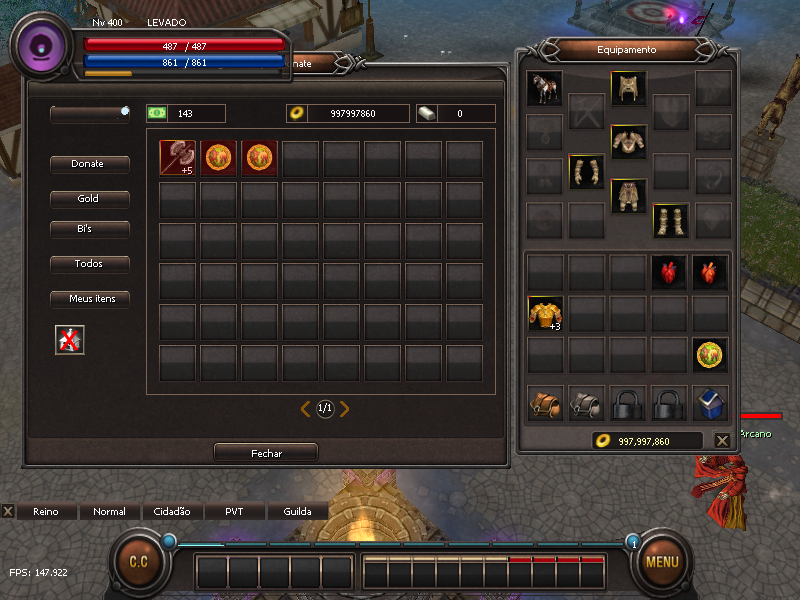 Nv 400 LEVADO
487 / 487
861 / 861
nate
Equipamento
143 997997860 0
Donate
Gold
Bi's
Todos
Meus itens
+5
+3
1/1
Fechar
997,997,860
Arcano
Reino Normal Cidadão PVT Guilda
C.C
1
MENU
FPS: 147.922